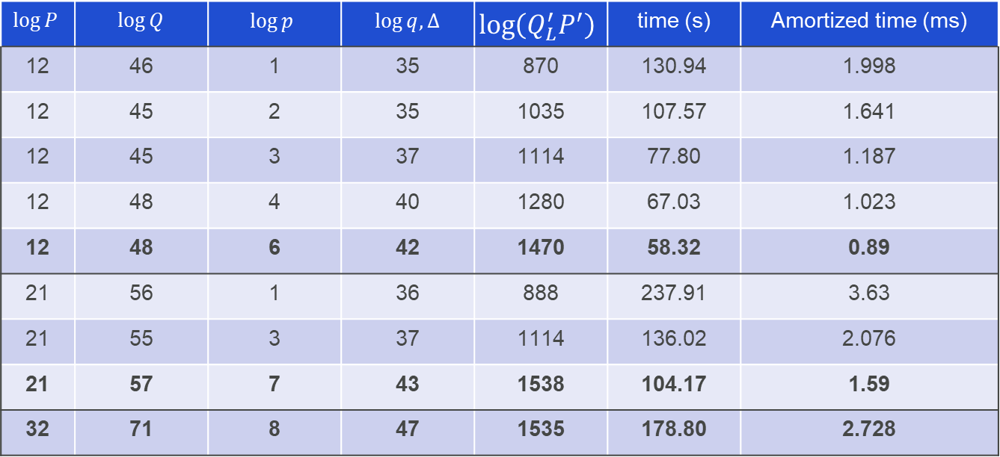 log P log Q log p log q, Δ log(Q′_L P′) time (s) Amortized time (ms)
12 46 1 35 870 130.94 1.998
12 45 2 35 1035 107.57 1.641
12 45 3 37 1114 77.80 1.187
12 48 4 40 1280 67.03 1.023
12 48 6 42 1470 58.32 0.89
21 56 1 36 888 237.91 3.63
21 55 3 37 1114 136.02 2.076
21 57 7 43 1538 104.17 1.59
32 71 8 47 1535 178.80 2.728